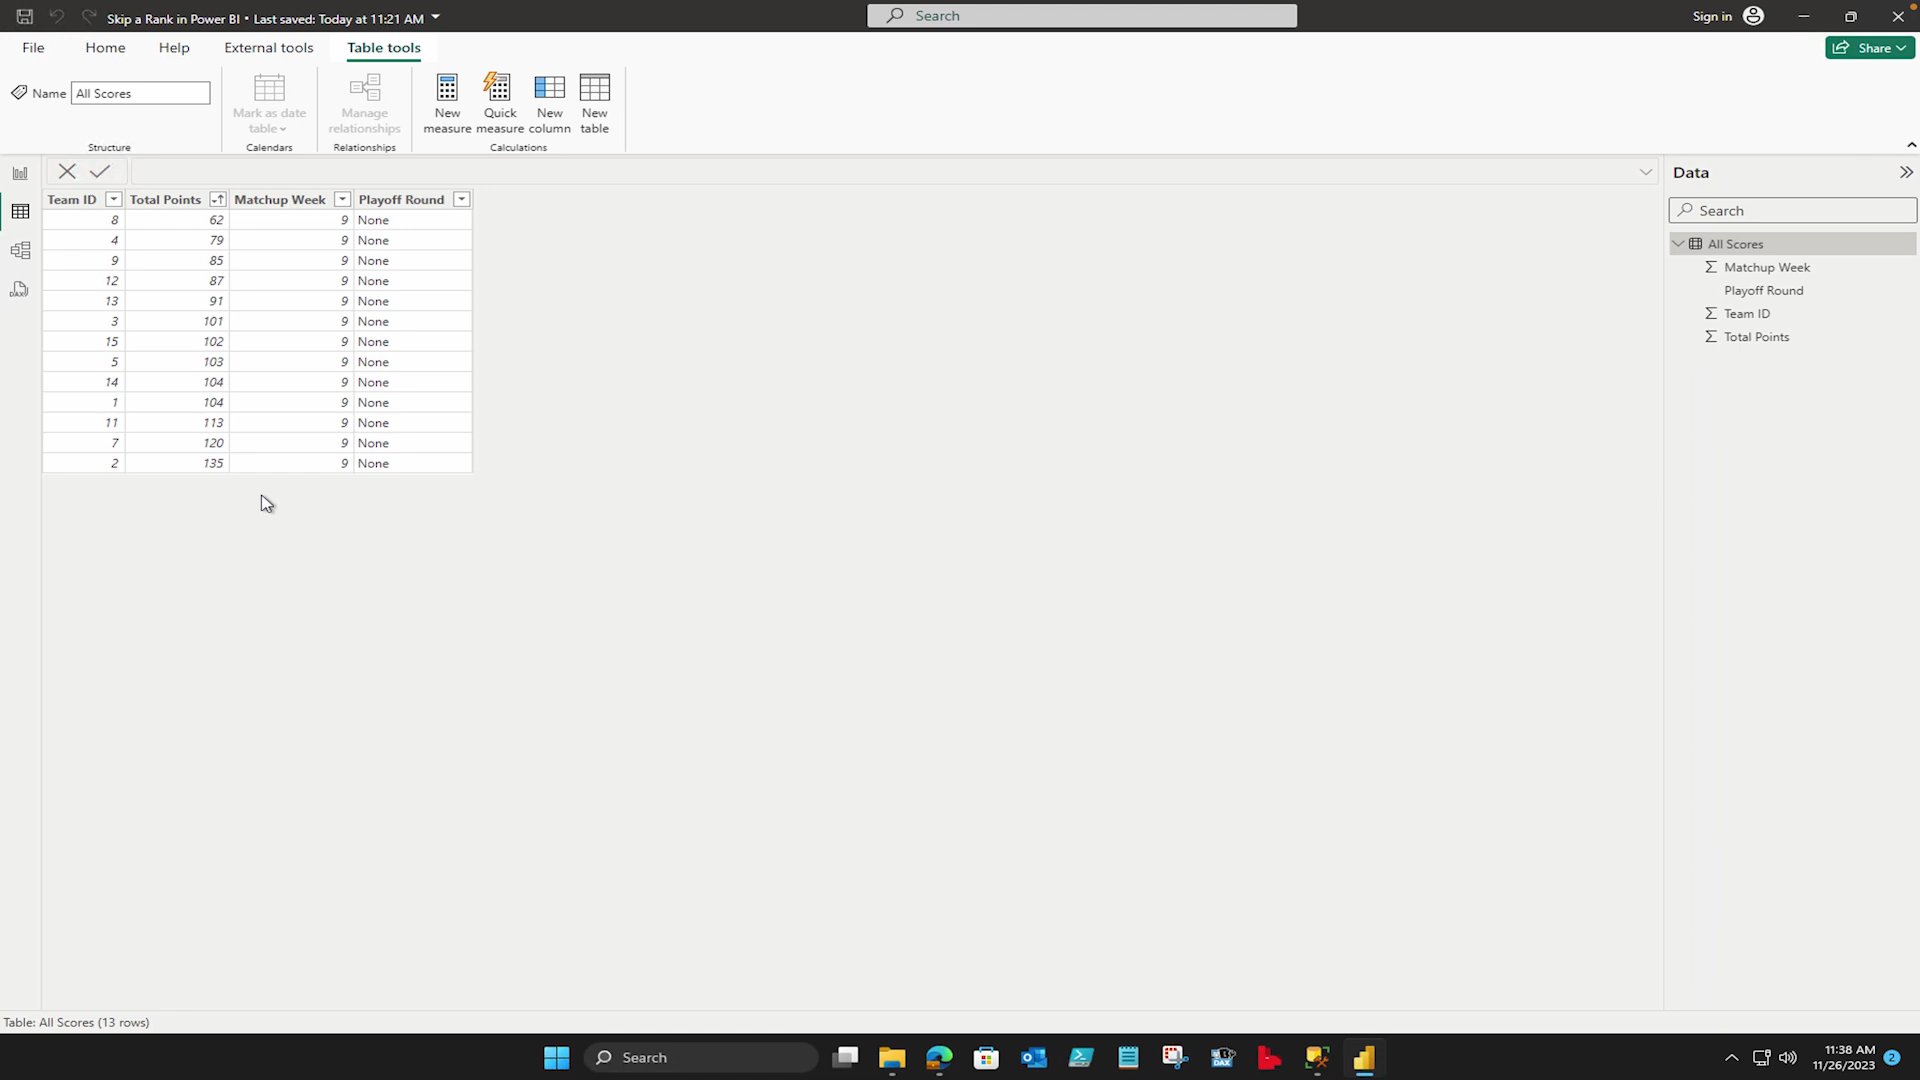 Skip a Rank in Power BI • Last saved: Today at 11:21 AM
Search
Sign in
File Home Help External tools Table tools
Share
Name All Scores
Mark as date table
Manage relationships
New measure
Quick measure
New column
New table
Structure
Calendars
Relationships
Calculations
Team ID Total Points Matchup Week Playoff Round
8 62 9 None
4 79 9 None
9 85 9 None
12 87 9 None
13 91 9 None
3 101 9 None
15 102 9 None
5 103 9 None
14 104 9 None
1 104 9 None
11 113 9 None
7 120 9 None
2 135 9 None
DAX
Data
Search
All Scores
Matchup Week
Playoff Round
Team ID
Total Points
Table: All Scores (13 rows)
Search
DAX
11:38 AM
11/26/2023
2